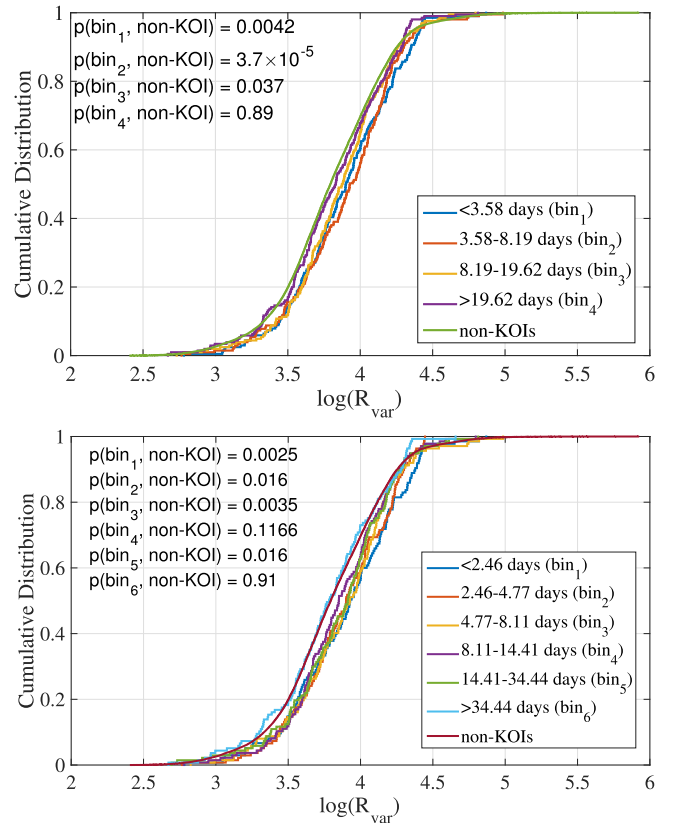 p(bin₁, non-KOI) = 0.0042
p(bin₂, non-KOI) = 3.7×10⁻⁵
p(bin₃, non-KOI) = 0.037
p(bin₄, non-KOI) = 0.89
Cumulative Distribution
1
0.8
0.6
0.4
0.2
0
<3.58 days (bin₁)
3.58-8.19 days (bin₂)
8.19-19.62 days (bin₃)
>19.62 days (bin₄)
non-KOIs
2 2.5 3 3.5 4 4.5 5 5.5 6
log(Rᵥₐᵣ)
p(bin₁, non-KOI) = 0.0025
p(bin₂, non-KOI) = 0.016
p(bin₃, non-KOI) = 0.0035
p(bin₄, non-KOI) = 0.1166
p(bin₅, non-KOI) = 0.016
p(bin₆, non-KOI) = 0.91
Cumulative Distribution
1
0.8
0.6
0.4
0.2
0
<2.46 days (bin₁)
2.46-4.77 days (bin₂)
4.77-8.11 days (bin₃)
8.11-14.41 days (bin₄)
14.41-34.44 days (bin₅)
>34.44 days (bin₆)
non-KOIs
2 2.5 3 3.5 4 4.5 5 5.5 6
log(Rᵥₐᵣ)